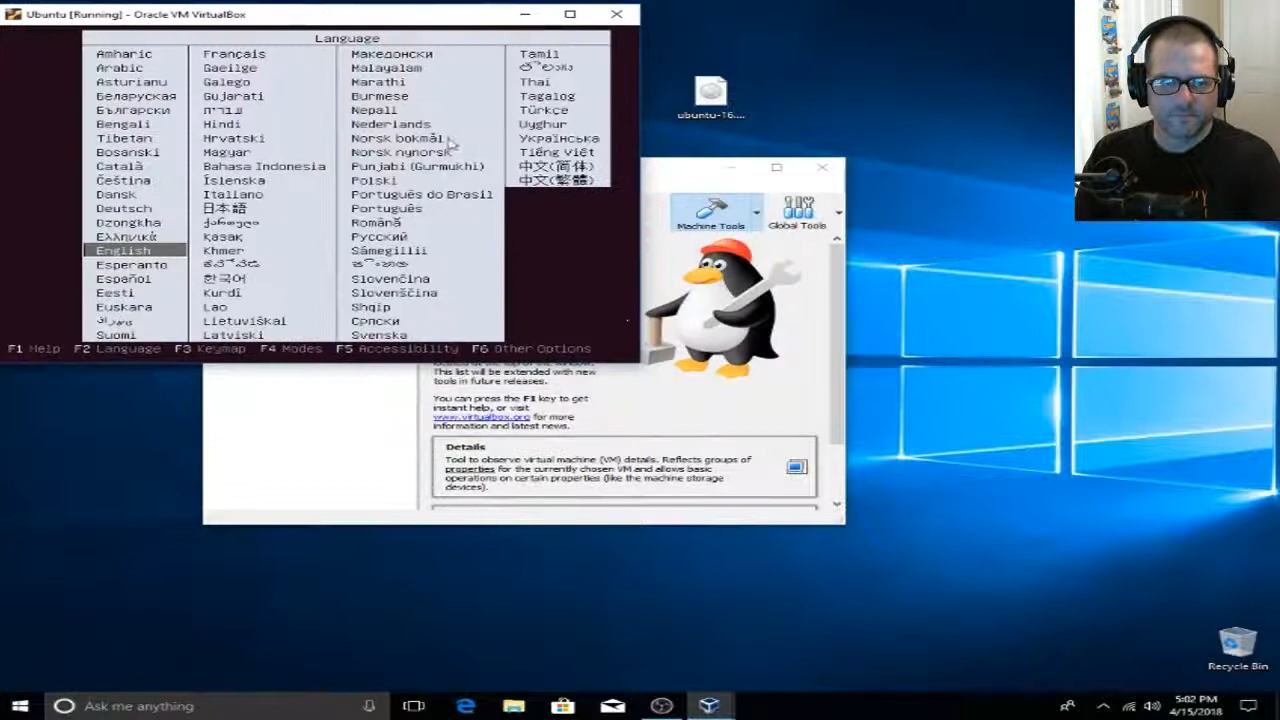 Ubuntu [Running] - Oracle VM VirtualBox
Language
Amharic
Arabic
Asturianu
Беларуская
Български
Bengali
Tibetan
Bosanski
Català
Čeština
Dansk
Deutsch
Dzongkha
Ελληνικά
English
Esperanto
Español
Eesti
Euskara
Suomi
Français
Gaeilge
Galego
Gujarati
עברית
Hindi
Hrvatski
Magyar
Bahasa Indonesia
Íslenska
Italiano
日本語
ქართული
Қазақ
Khmer
한국어
Kurdî
Lao
Lietuviškai
Latviski
Македонски
Malayalam
Marathi
Burmese
Nepali
Nederlands
Norsk bokmål
Norsk nynorsk
Punjabi (Gurmukhi)
Polski
Português do Brasil
Português
Română
Русский
Sámegillii
Slovenčina
Slovenščina
Shqip
Српски
Svenska
Tamil
Thai
Tagalog
Türkçe
Uyghur
Українська
Tiếng Việt
中文(简体)
中文(繁體)
F1 Help F2 Language F3 Keymap F4 Modes F5 Accessibility F6 Other Options
ubuntu-16....
Machine Tools
Global Tools
This list will be extended with new
tools in future releases.
You can press the F1 key to get
instant help, or visit
www.virtualbox.org for more
information and latest news.
Details
Tool to observe virtual machine (VM) details. Reflects groups of
properties for the currently chosen VM and allows basic
operations on certain properties (like the machine storage
devices).
Recycle Bin
Ask me anything
5:02 PM
4/15/2018